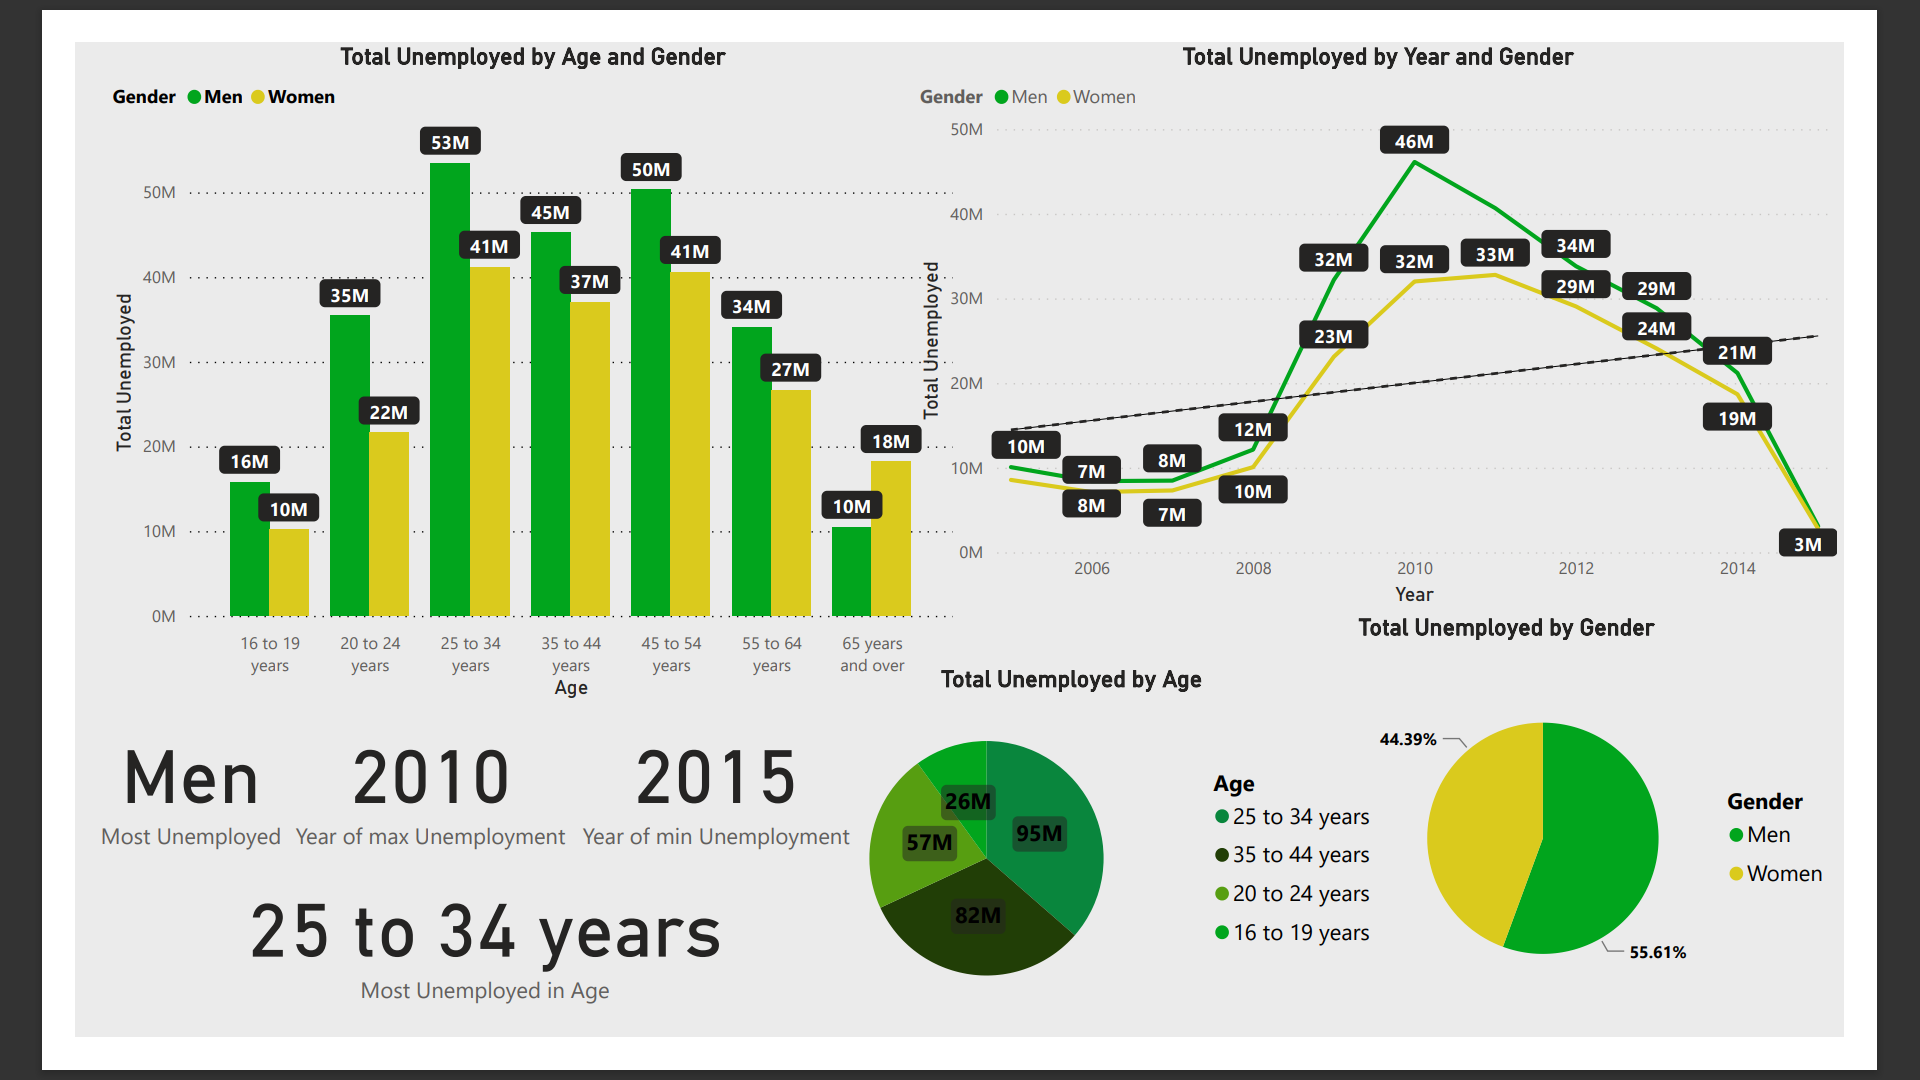 Total Unemployed by Age and Gender
Gender Men Women
Total Unemployed
50M
40M
30M
20M
10M
0M
16M
10M
35M
22M
53M
41M
45M
37M
50M
41M
34M
27M
10M
18M
16 to 19 years
20 to 24 years
25 to 34 years
35 to 44 years
45 to 54 years
55 to 64 years
65 years and over
Age
Total Unemployed by Year and Gender
Gender Men Women
Total Unemployed
50M
40M
30M
20M
10M
0M
10M
7M
8M
8M
7M
12M
10M
32M
23M
46M
32M
33M
34M
29M
29M
24M
21M
19M
3M
2006 2008 2010 2012 2014
Year
Men
Most Unemployed
2010
Year of max Unemployment
2015
Year of min Unemployment
25 to 34 years
Most Unemployed in Age
Total Unemployed by Age
26M
95M
57M
82M
Age
25 to 34 years
35 to 44 years
20 to 24 years
16 to 19 years
Total Unemployed by Gender
44.39%
55.61%
Gender
Men
Women